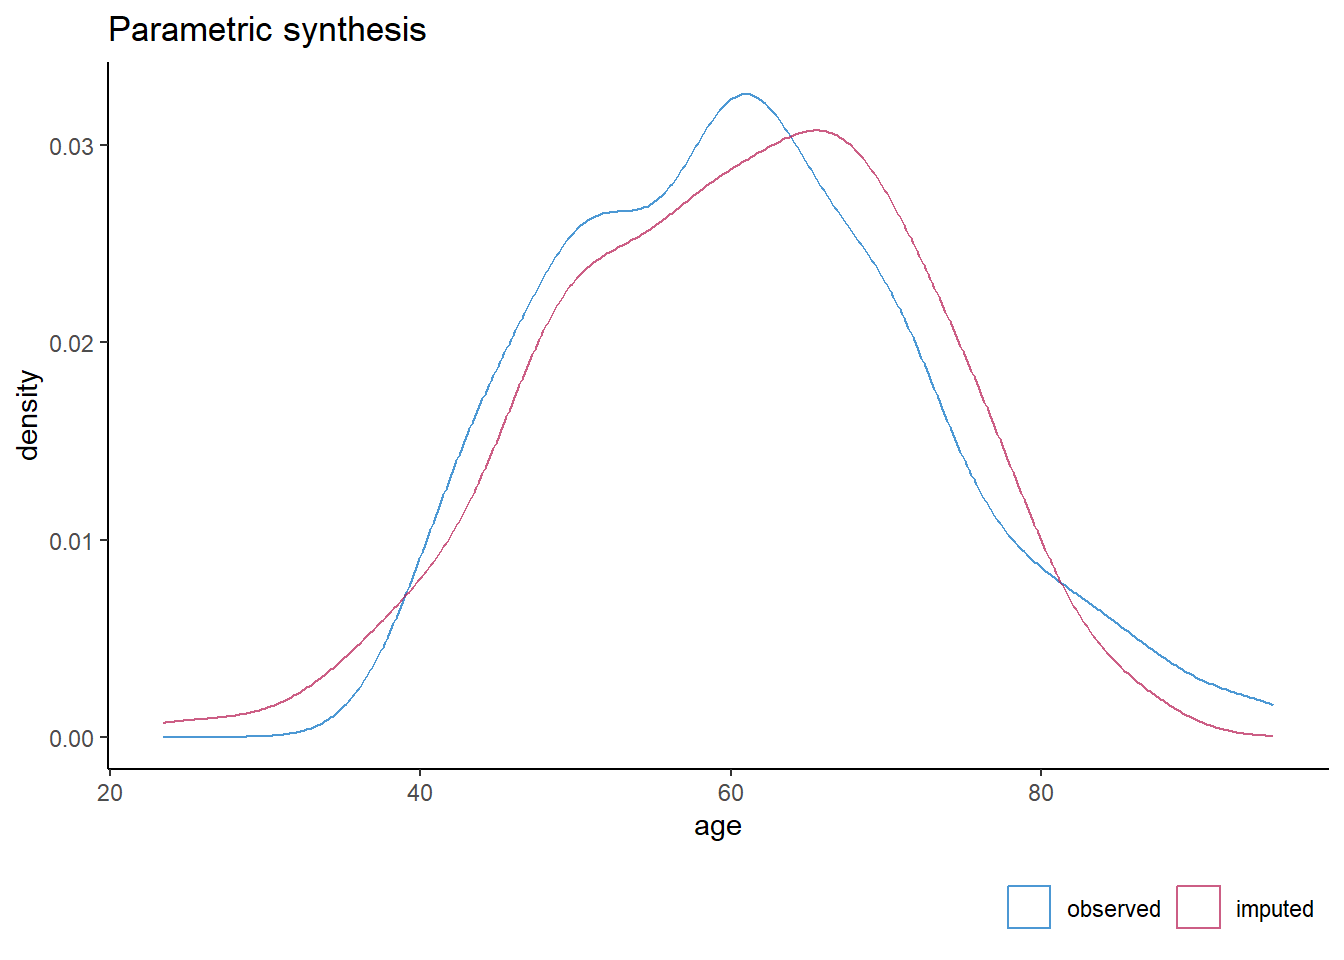 Parametric synthesis
0.03
0.02
0.01
0.00
density
20 40 60 80
age
observed imputed